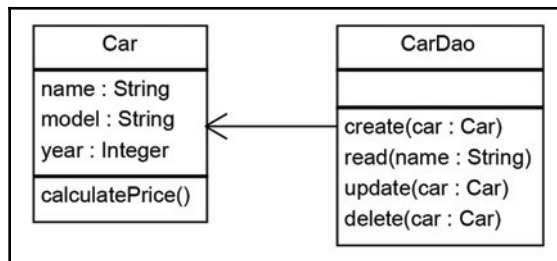 Car
name : String
model : String
year : Integer
calculatePrice()
CarDao
create(car : Car)
read(name : String)
update(car : Car)
delete(car : Car)